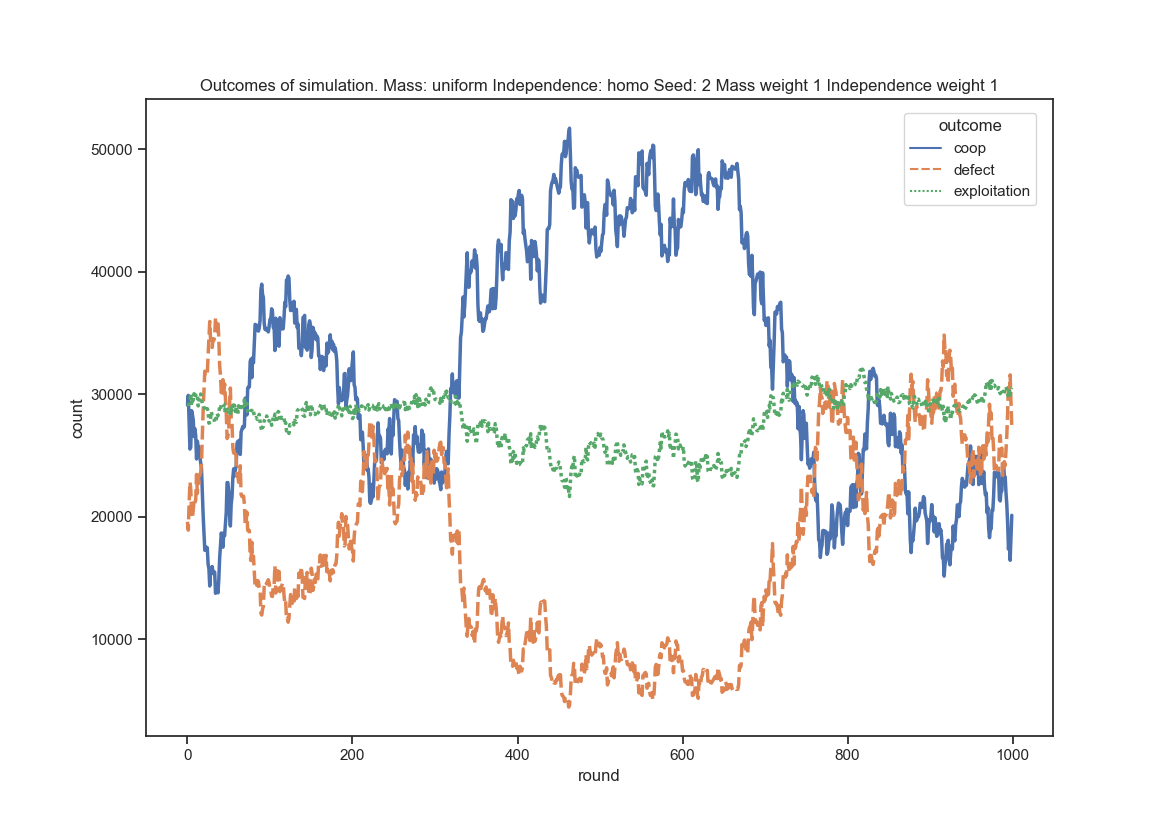 Outcomes of simulation. Mass: uniform Independence: homo Seed: 2 Mass weight 1 Independence weight 1
outcome
coop
defect
exploitation
count
50000
40000
30000
20000
10000
0 200 400 600 800 1000
round